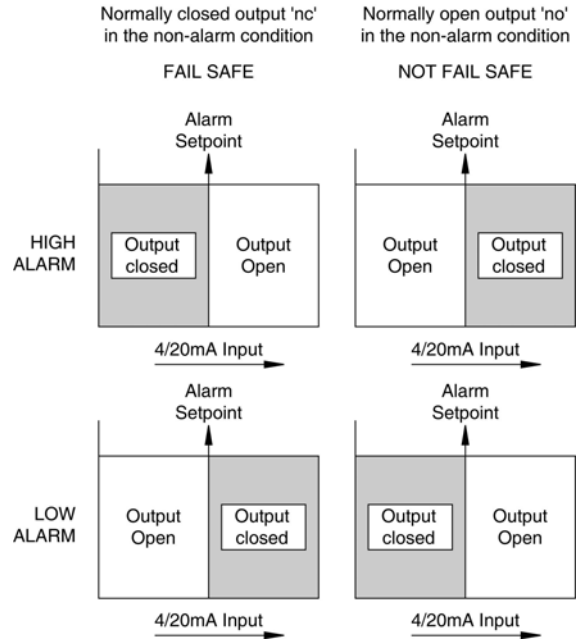 Normally closed output 'nc'
in the non-alarm condition
FAIL SAFE
Normally open output 'no'
in the non-alarm condition
NOT FAIL SAFE
Alarm
Setpoint
Alarm
Setpoint
HIGH
ALARM
Output
closed
Output
Open
Output
Open
Output
closed
4/20mA Input
4/20mA Input
Alarm
Setpoint
Alarm
Setpoint
LOW
ALARM
Output
Open
Output
closed
Output
closed
Output
Open
4/20mA Input
4/20mA Input